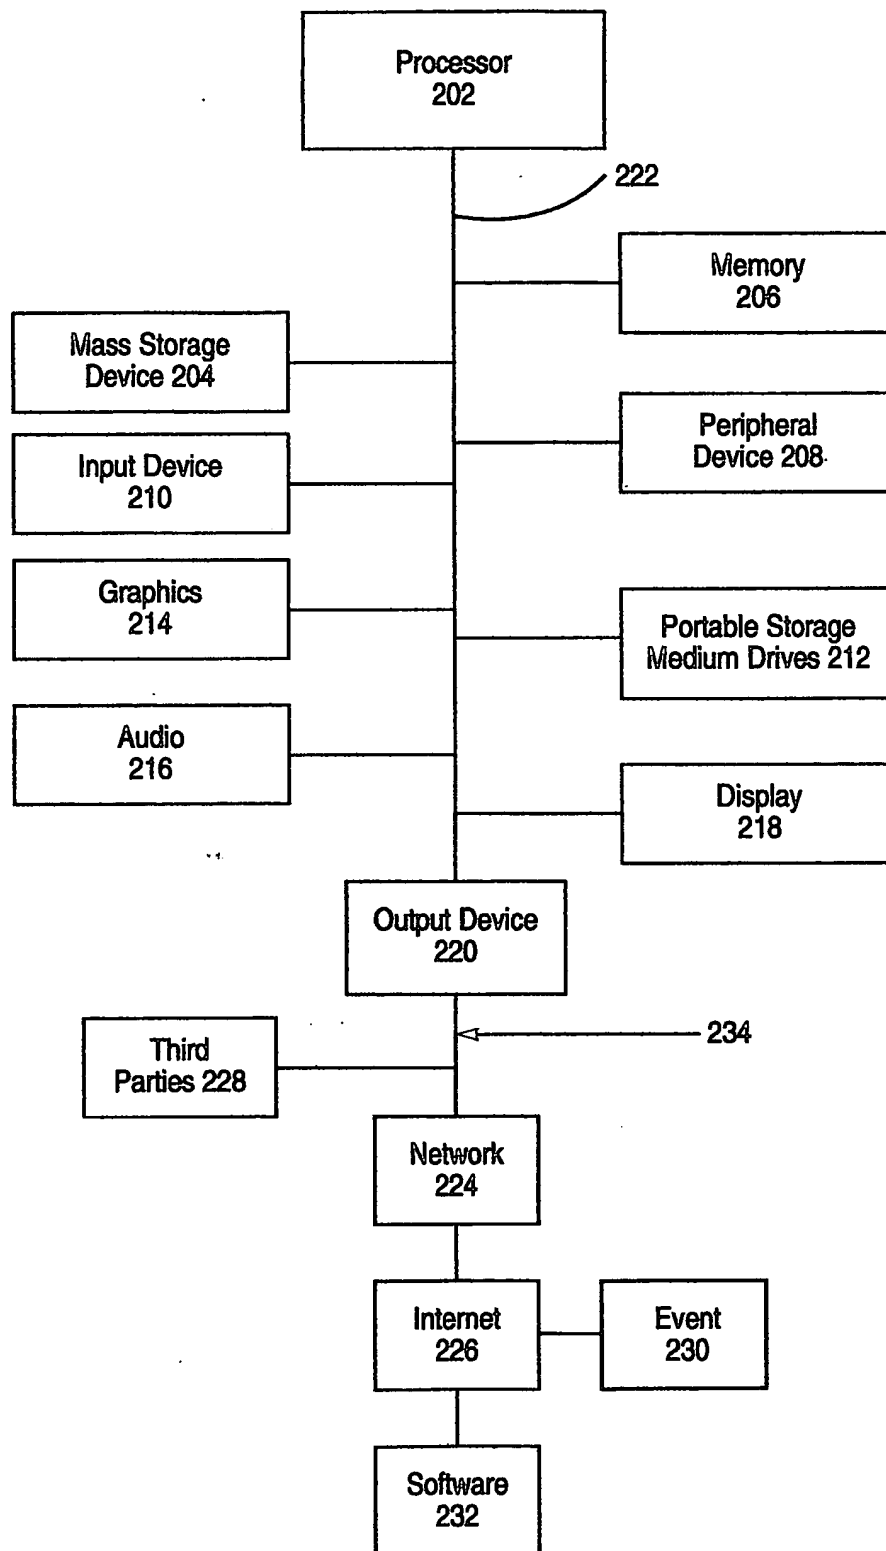 Processor
202
222
Memory
206
Mass Storage
Device 204
Peripheral
Device 208
Input Device
210
Graphics
214
Portable Storage
Medium Drives 212
Audio
216
Display
218
Output Device
220
234
Third
Parties 228
Network
224
Internet
226
Event
230
Software
232